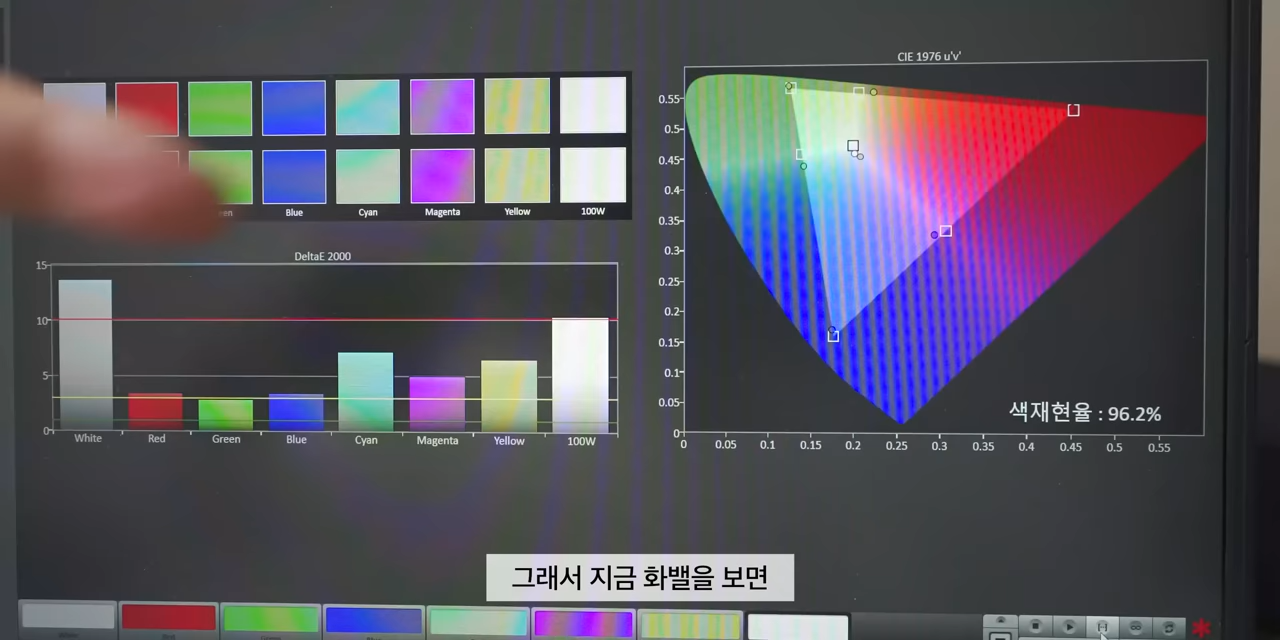 CIE 1976 u'v'
Blue Cyan Magenta Yellow 100W
DeltaE 2000
15
10
5
0
White Red Green Blue Cyan Magenta Yellow 100W
0.55
0.5
0.45
0.4
0.35
0.3
0.25
0.2
0.15
0.1
0.05
0
0 0.05 0.1 0.15 0.2 0.25 0.3 0.35 0.4 0.45 0.5 0.55
색재현율 : 96.2%
그래서 지금 화밸을 보면